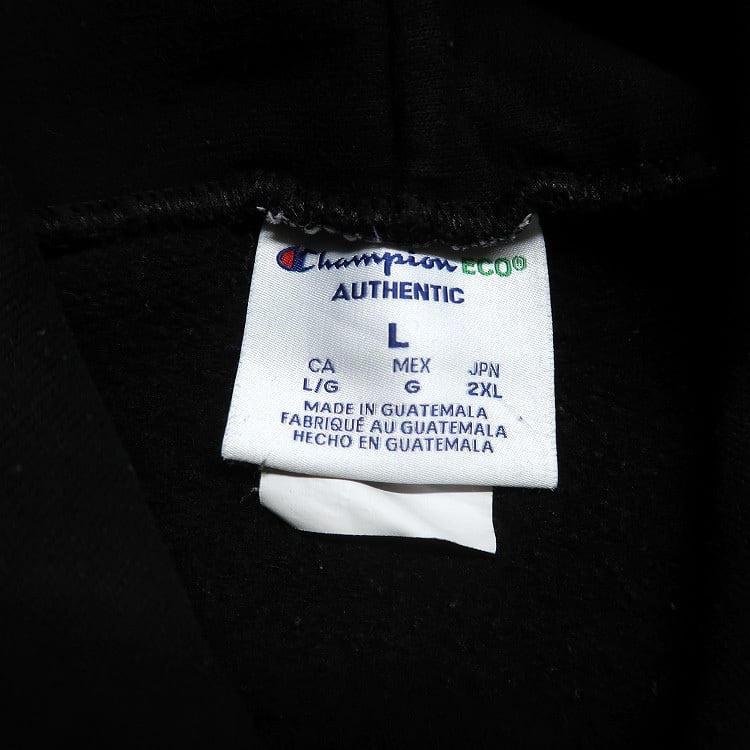 Champion ECO®
AUTHENTIC
L
CA MEX JPN
L/G G 2XL
MADE IN GUATEMALA
FABRIQUÉ AU GUATEMALA
HECHO EN GUATEMALA